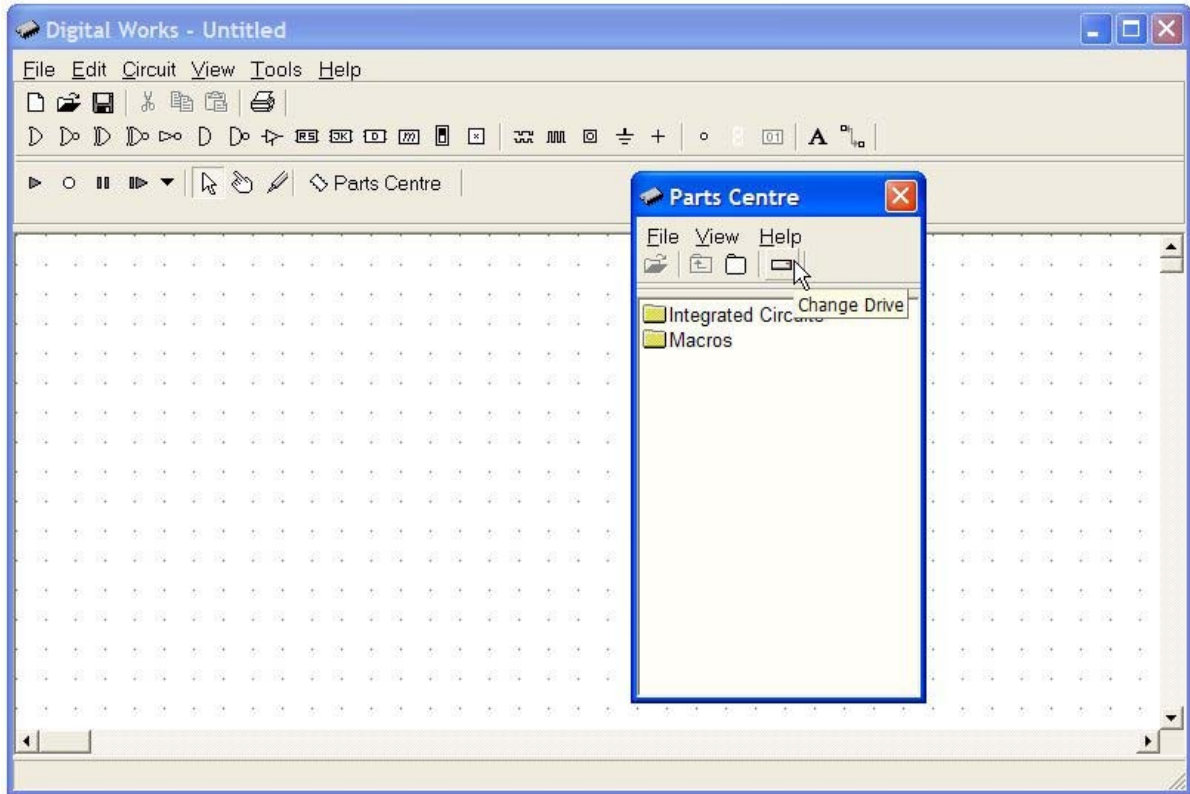 Digital Works - Untitled
File Edit Circuit View Tools Help
RS JK D m
01 A
Parts Centre
Parts Centre
File View Help
Change Drive
Integrated Circuits
Macros